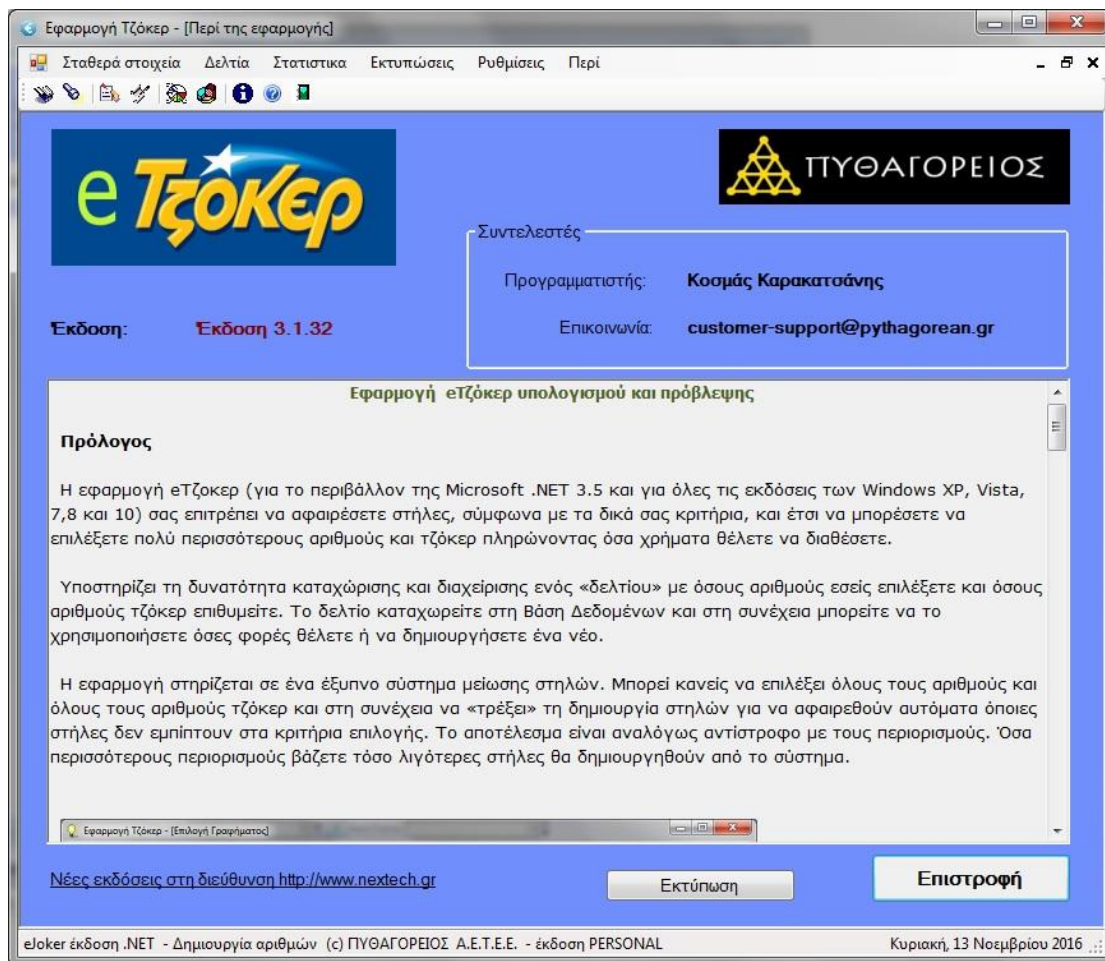 Εφαρμογή Τζόκερ - [Περί της εφαρμογής]
Σταθερά στοιχεία Δελτία Στατιστικα Εκτυπώσεις Ρυθμίσεις Περί
e Τζόκερ
ΠΥΘΑΓΟΡΕΙΟΣ
Συντελεστές
Προγραμματιστής: Κοσμάς Καρακατσάνης
Έκδοση: Έκδοση 3.1.32
Επικοινωνία: customer-support@pythagorean.gr
Εφαρμογή eΤζόκερ υπολογισμού και πρόβλεψης
Πρόλογος
Η εφαρμογή eΤζοκερ (για το περιβάλλον της Microsoft .NET 3.5 και για όλες τις εκδόσεις των Windows XP, Vista,
7,8 και 10) σας επιτρέπει να αφαιρέσετε στήλες, σύμφωνα με τα δικά σας κριτήρια, και έτσι να μπορέσετε να
επιλέξετε πολύ περισσότερους αριθμούς και τζόκερ πληρώνοντας όσα χρήματα θέλετε να διαθέσετε.
Υποστηρίζει τη δυνατότητα καταχώρισης και διαχείρισης ενός «δελτίου» με όσους αριθμούς εσείς επιλέξετε και όσους
αριθμούς τζόκερ επιθυμείτε. Το δελτίο καταχωρείτε στη Βάση Δεδομένων και στη συνέχεια μπορείτε να το
χρησιμοποιήσετε όσες φορές θέλετε ή να δημιουργήσετε ένα νέο.
Η εφαρμογή στηρίζεται σε ένα έξυπνο σύστημα μείωσης στηλών. Μπορεί κανείς να επιλέξει όλους τους αριθμούς και
όλους τους αριθμούς τζόκερ και στη συνέχεια να «τρέξει» τη δημιουργία στηλών για να αφαιρεθούν αυτόματα όποιες
στήλες δεν εμπίπτουν στα κριτήρια επιλογής. Το αποτέλεσμα είναι αναλόγως αντίστροφο με τους περιορισμούς. Όσα
περισσότερους περιορισμούς βάζετε τόσο λιγότερες στήλες θα δημιουργηθούν από το σύστημα.
Εφαρμογή Τζόκερ - [Επιλογή Γραφήματος]
Νέες εκδόσεις στη διεύθυνση http://www.nextech.gr
Εκτύπωση
Επιστροφή
eJoker έκδοση .NET - Δημιουργία αριθμών (c) ΠΥΘΑΓΟΡΕΙΟΣ Α.Ε.Τ.Ε.Ε. - έκδοση PERSONAL
Κυριακή, 13 Νοεμβρίου 2016